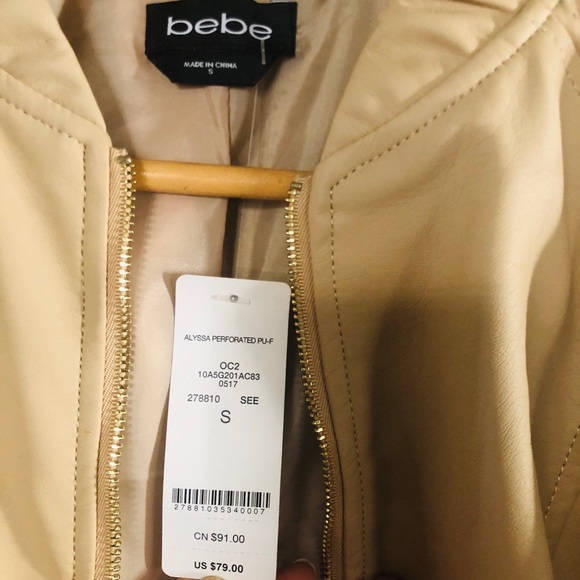 bebe
MADE IN CHINA
S
ALYSSA PERFORATED PU-F
OC2
10A5G201AC83
0517
278810 SEE
S
27881035340007
CN $91.00
US $79.00